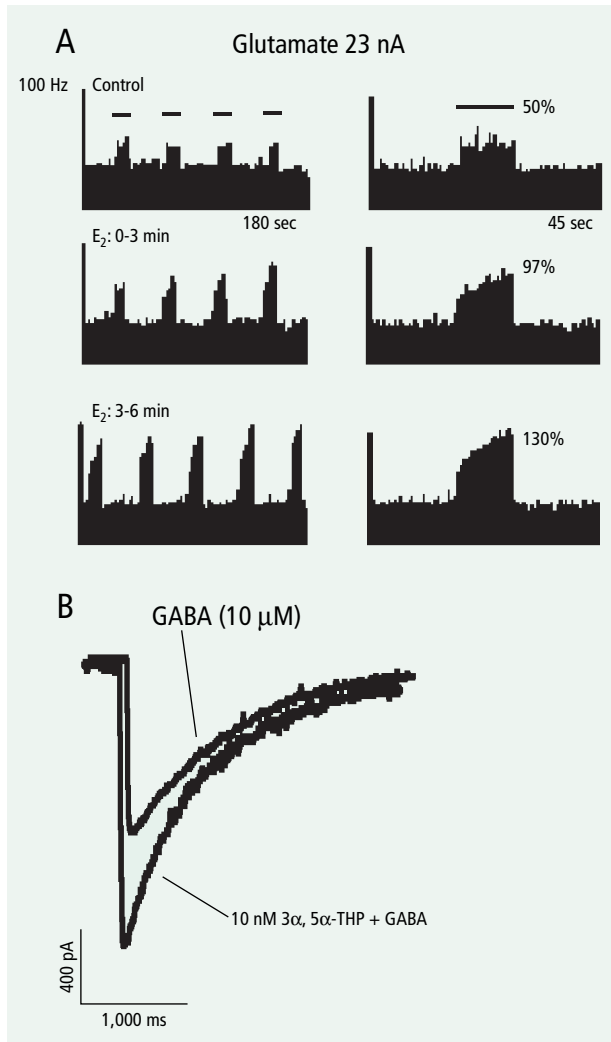 A
Glutamate 23 nA
100 Hz
Control
50%
180 sec
45 sec
E₂: 0-3 min
97%
E₂: 3-6 min
130%
B
GABA (10 µM)
10 nM 3α, 5α-THP + GABA
400 pA
1,000 ms